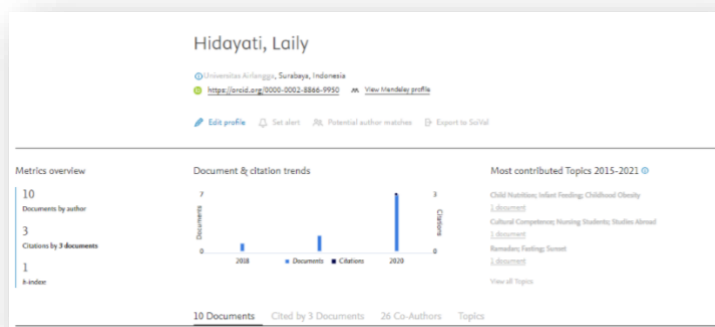 Hidayati, Laily
Universitas Airlangga, Surabaya, Indonesia
https://orcid.org/0000-0002-8866-9950 View Mendeley profile
Edit profile Set alert Potential author matches Export to SciVal
Metrics overview
10
Documents by author
3
Citations by 3 documents
1
h-index
Document & citation trends
7
0
Documents
3
0
Citations
2018
2020
Documents Citations
Most contributed Topics 2015-2021
Child Nutrition; Infant Feeding; Childhood Obesity
1 document
Cultural Competence; Nursing Students; Studies Abroad
1 document
Ramadan; Fasting; Sunset
1 document
View all Topics
10 Documents Cited by 3 Documents 26 Co-Authors Topics